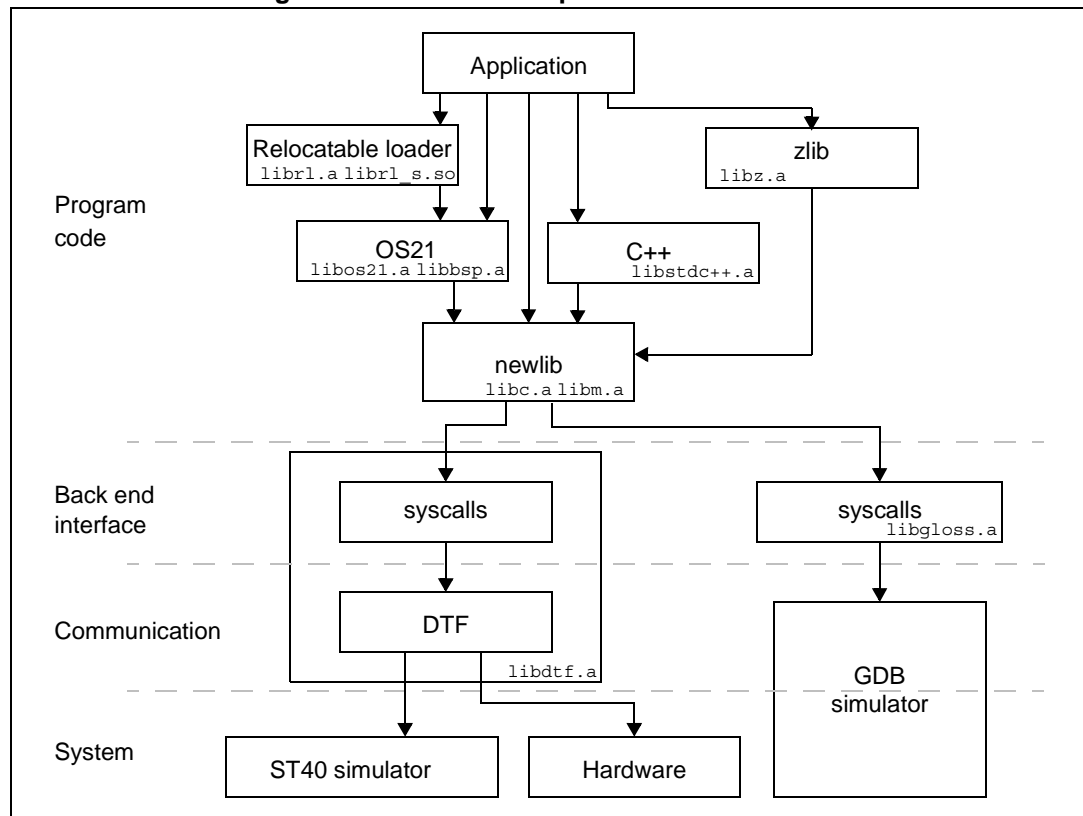 Application
Relocatable loader
librl.a librl_s.so
zlib
libz.a
Program
code
OS21
libos21.a libbsp.a
C++
libstdc++.a
newlib
libc.a libm.a
Back end
interface
syscalls
syscalls
libgloss.a
Communication
DTF
libdtf.a
GDB
simulator
System
ST40 simulator
Hardware